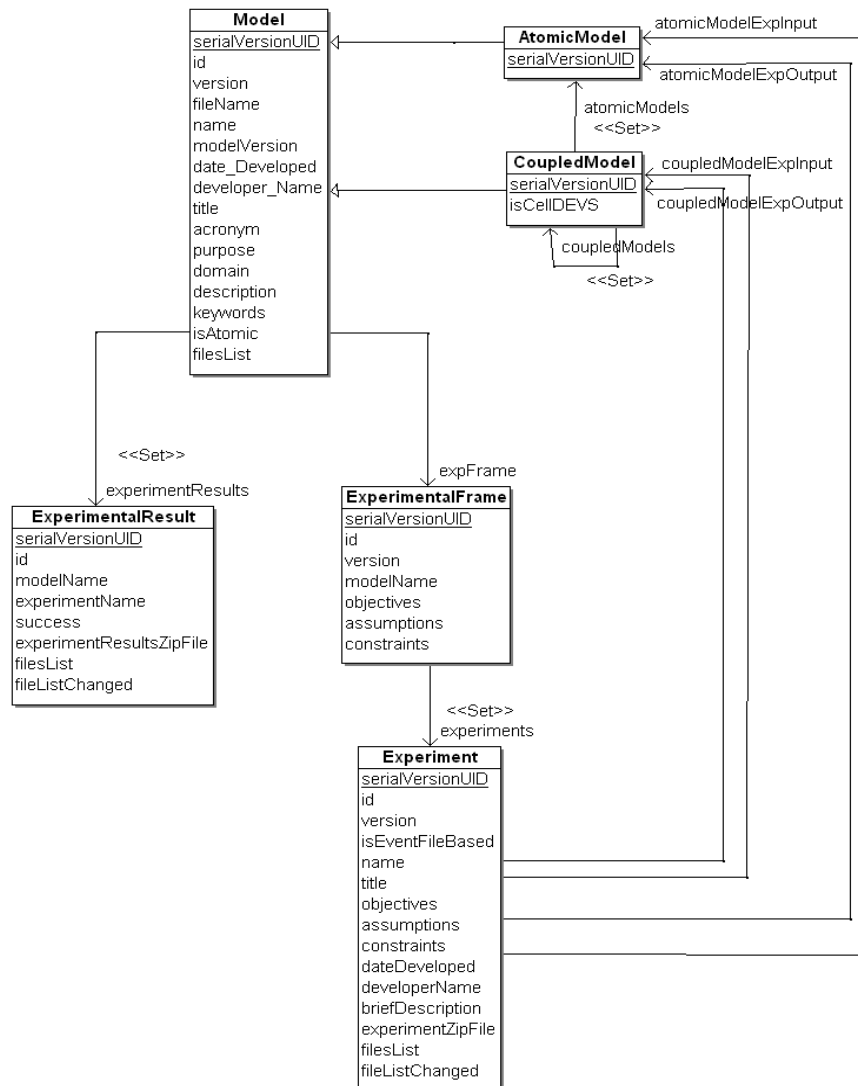 Model
serialVersionUID
id
version
fileName
name
modelVersion
date_Developed
developer_Name
title
acronym
purpose
domain
description
keywords
isAtomic
filesList
AtomicModel
serialVersionUID
atomicModelExpInput
atomicModelExpOutput
atomicModels
<<Set>>
CoupledModel
serialVersionUID
isCellDEVS
coupledModelExpInput
coupledModelExpOutput
coupledModels
<<Set>>
<<Set>>
experimentResults
ExperimentalResult
serialVersionUID
id
modelName
experimentName
success
experimentResultsZipFile
filesList
fileListChanged
expFrame
ExperimentalFrame
serialVersionUID
id
version
modelName
objectives
assumptions
constraints
<<Set>>
experiments
Experiment
serialVersionUID
id
version
isEventFileBased
name
title
objectives
assumptions
constraints
dateDeveloped
developerName
briefDescription
experimentZipFile
filesList
fileListChanged